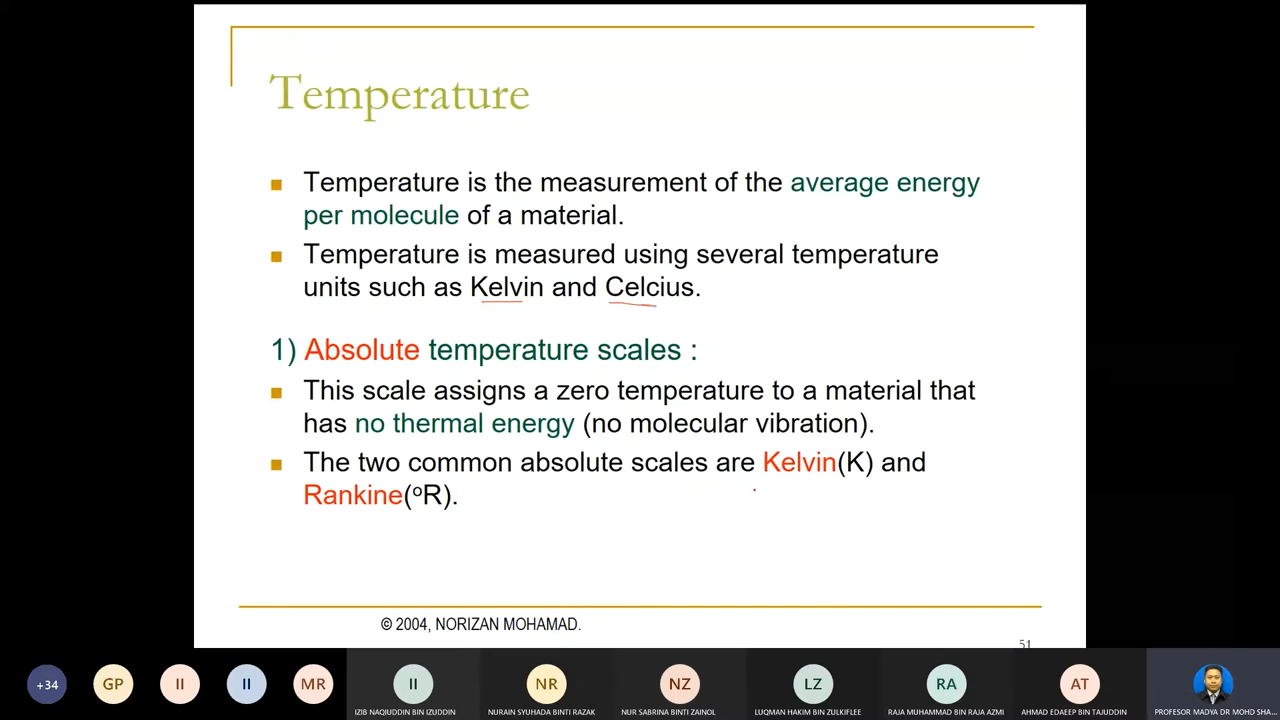 Temperature
Temperature is the measurement of the average energy
per molecule of a material.
Temperature is measured using several temperature
units such as Kelvin and Celcius.
1) Absolute temperature scales :
This scale assigns a zero temperature to a material that
has no thermal energy (no molecular vibration).
The two common absolute scales are Kelvin(K) and
Rankine(ºR).
© 2004, NORIZAN MOHAMAD.
51
+34 GP II II MR II NR NZ LZ RA AT
IZIB NAQIUDDIN BIN IZUDDIN NURAIN SYUHADA BINTI RAZAK NUR SABRINA BINTI ZAINOL LUQMAN HAKIM BIN ZULKIFLEE RAJA MUHAMMAD BIN RAJA AZMI AHMAD EDAEEP BIN TAJUDDIN PROFESOR MADYA DR MOHD SHA...